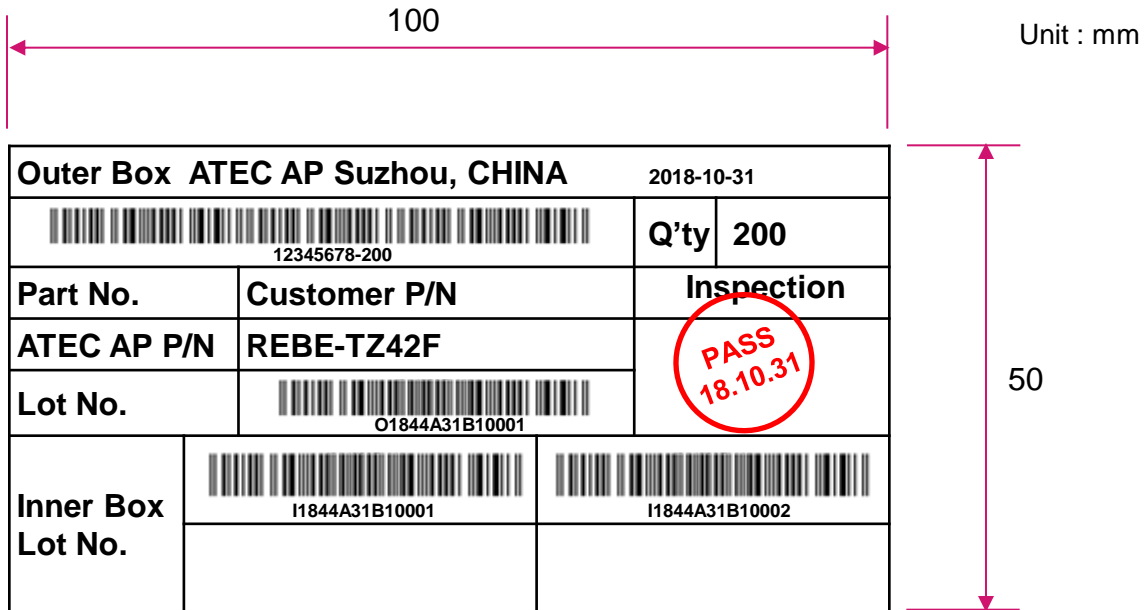 100
Unit : mm
Outer Box  ATEC AP Suzhou, CHINA 2018-10-31
12345678-200
Q'ty 200
Part No. Customer P/N Inspection
ATEC AP P/N REBE-TZ42F
PASS
18.10.31
50
Lot No.
O1844A31B10001
Inner Box
Lot No.
I1844A31B10001 I1844A31B10002